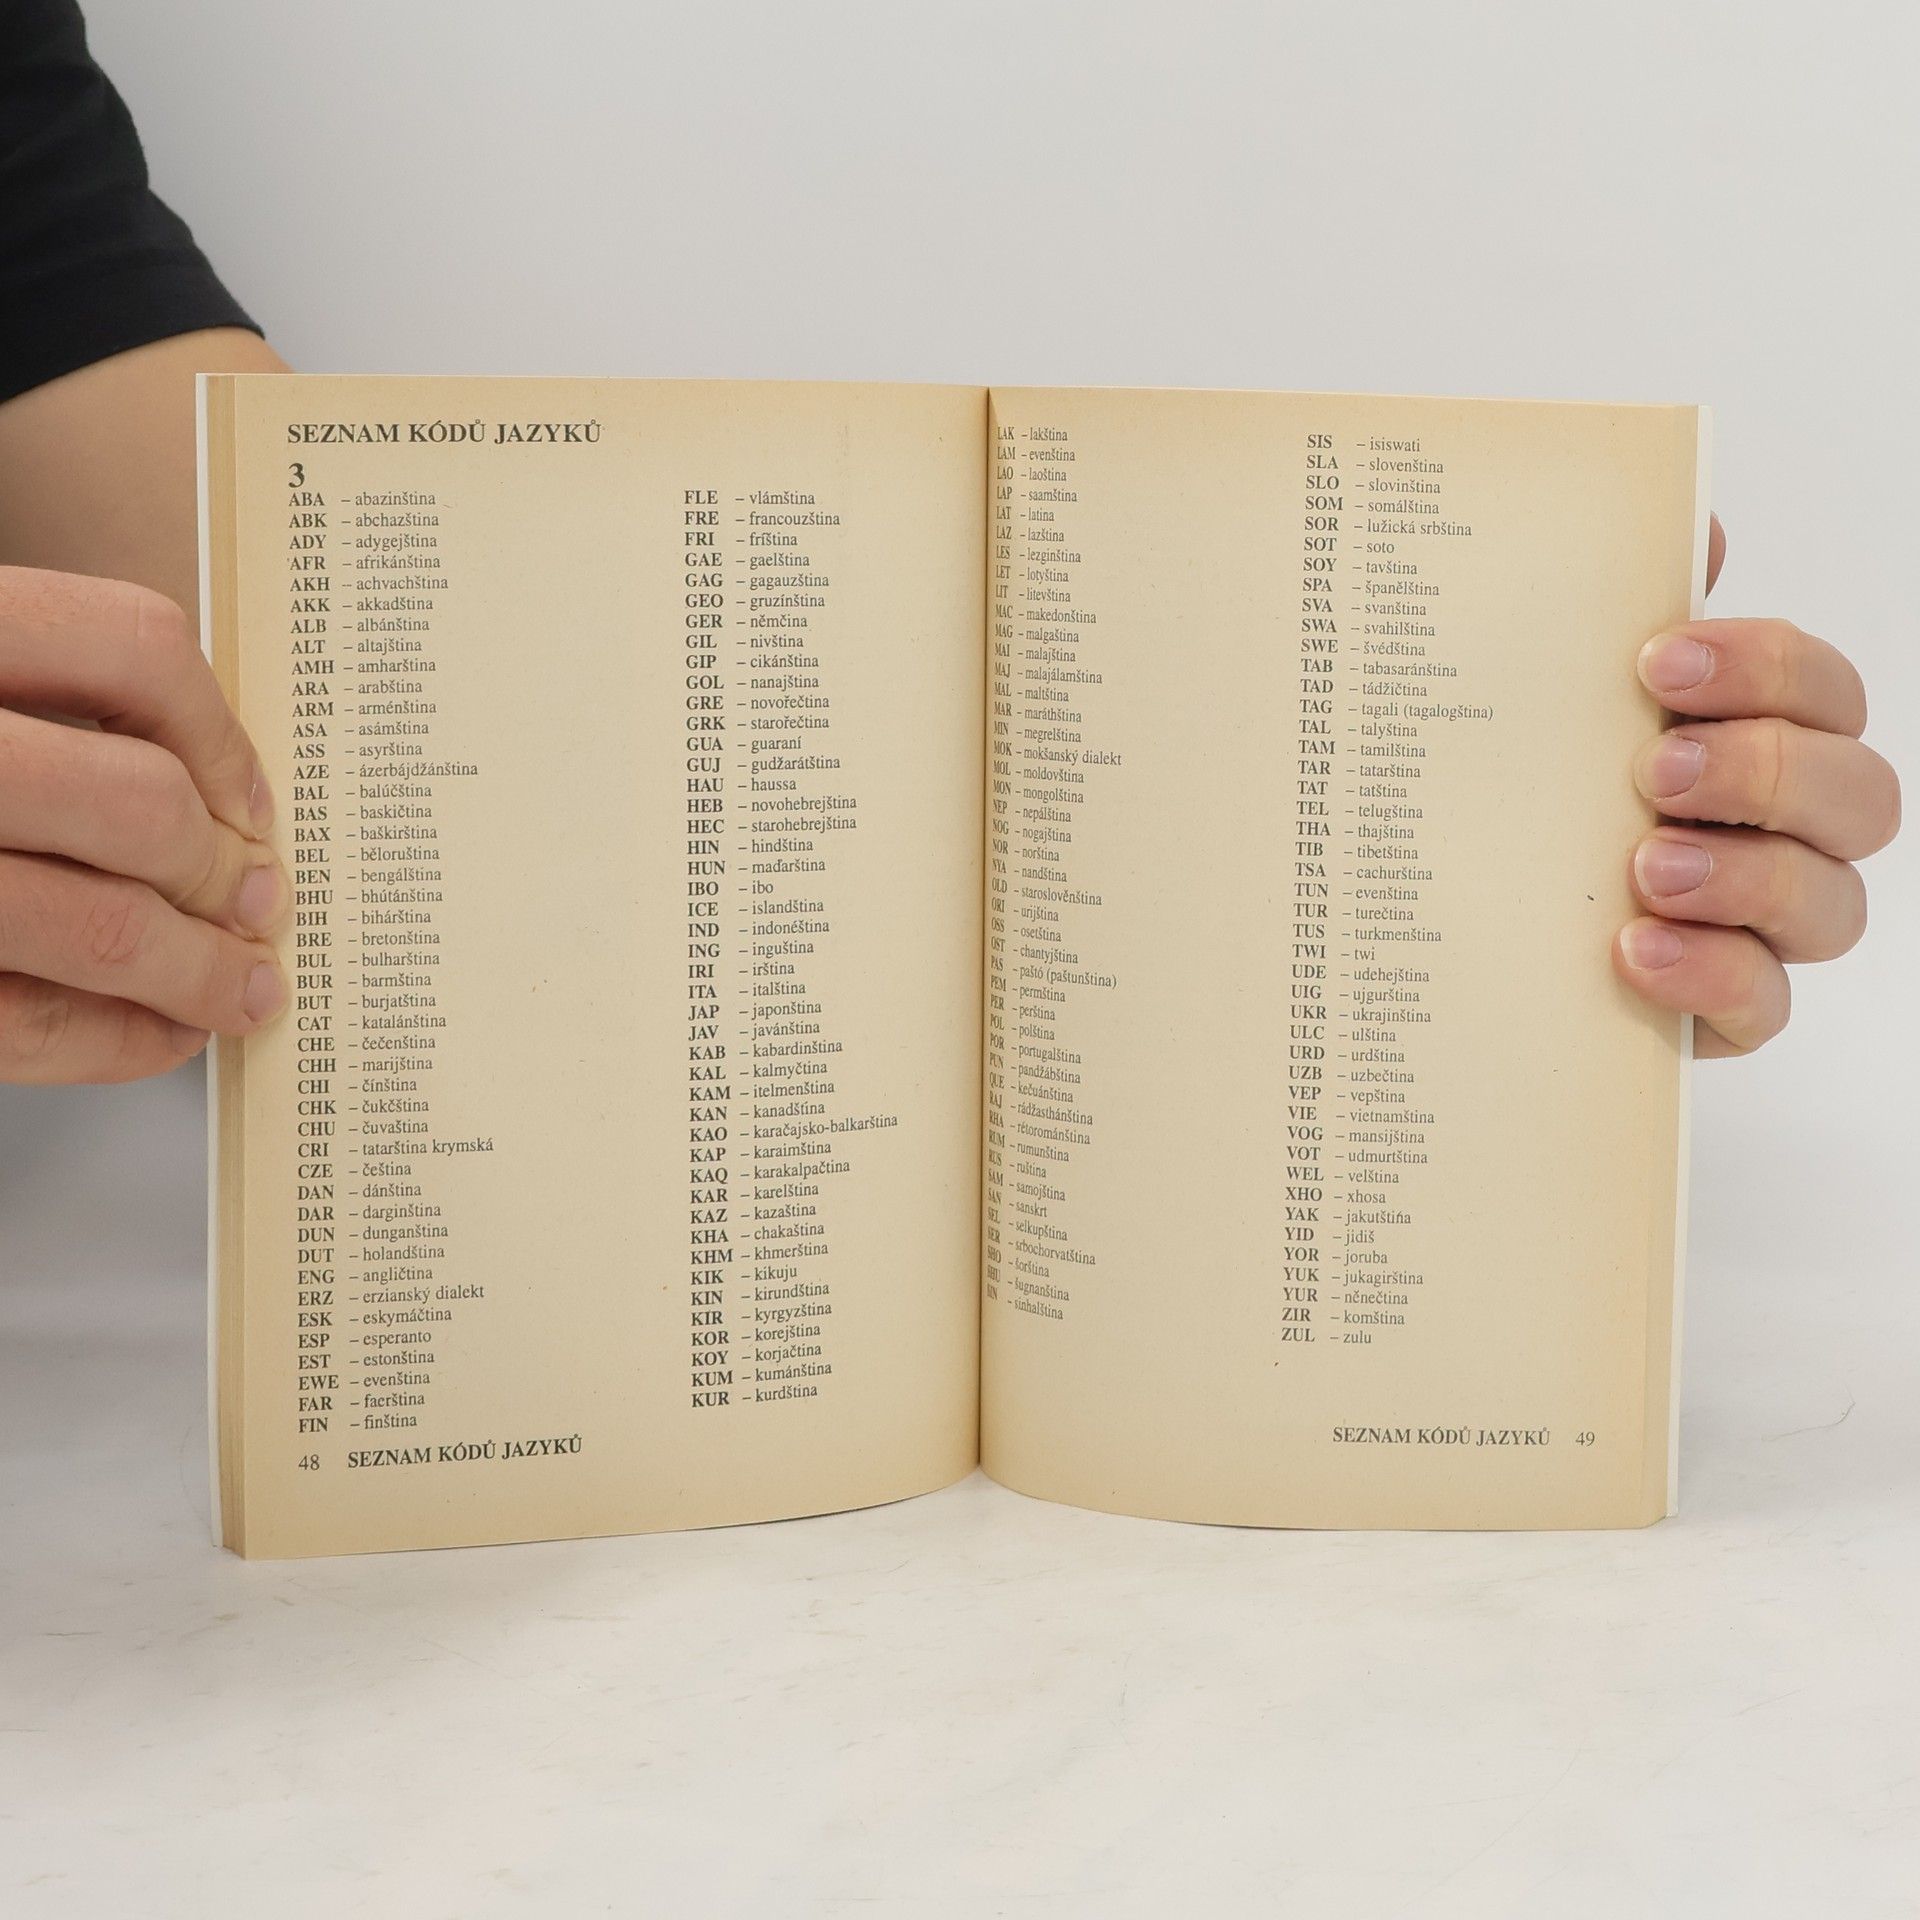 SEZNAM KÓDŮ JAZYKŮ
3
ABA – abazinština
ABK – abchazština
ADY – adygejština
AFR – afrikánština
AKH – achvachština
AKK – akkadština
ALB – albánština
ALT – altajština
AMH – amharština
ARA – arabština
ARM – arménština
ASA – asámština
ASS – asyrština
AZE – ázerbájdžánština
BAL – balúčština
BAS – baskičtina
BAX – baškirština
BEL – běloruština
BEN – bengálština
BHU – bhútánština
BIH – bihárština
BRE – bretonština
BUL – bulharština
BUR – barmština
BUT – burjatština
CAT – katalánština
CHE – čečenština
CHH – marijština
CHI – čínština
CHK – čukčština
CHU – čuvaština
CRI – tatarština krymská
CZE – čeština
DAN – dánština
DAR – darginština
DUN – dunganština
DUT – holandština
ENG – angličtina
ERZ – erzianský dialekt
ESK – eskymáčtina
ESP – esperanto
EST – estonština
EWE – evenština
FAR – faerština
FIN – finština
FLE – vlámština
FRE – francouzština
FRI – fríština
GAE – gaelština
GAG – gagauzština
GEO – gruzínština
GER – němčina
GIL – nivština
GIP – cikánština
GOL – nanajština
GRE – novořečtina
GRK – starořečtina
GUA – guaraní
GUJ – gudžarátština
HAU – haussa
HEB – novohebrejština
HEC – starohebrejština
HIN – hindština
HUN – maďarština
IBO – ibo
ICE – islandština
IND – indonéština
ING – inguština
IRI – irština
ITA – italština
JAP – japonština
JAV – javánština
KAB – kabardinština
KAL – kalmyčtina
KAM – itelmenština
KAN – kanadština
KAO – karačajsko-balkarština
KAP – karaimština
KAQ – karakalpačtina
KAR – karelština
KAZ – kazaština
KHA – chakaština
KHM – khmerština
KIK – kikuju
KIN – kirundština
KIR – kyrgyzština
KOR – korejština
KOY – korjačtina
KUM – kumánština
KUR – kurdština
48 SEZNAM KÓDŮ JAZYKŮ
LAK – lakština
LAM – evenština
LAO – laoština
LAP – saamština
LAT – latina
LAZ – lazština
LES – lezginština
LET – lotyština
LIT – litevština
MAC – makedonština
MAG – malgaština
MAI – malajština
MAJ – malajálamština
MAL – maltština
MAR – maráthština
MIN – megrelština
MOK – mokšanský dialekt
MOL – moldovština
MON – mongolština
NEP – nepálština
NOG – nogajština
NOR – norština
NYA – nandština
OLD – staroslověnština
ORI – urijština
OSS – osetština
OST – chantyjština
PAS – paštó (paštunština)
PEM – permština
PER – perština
POL – polština
POR – portugalština
PUN – pandžábština
QUE – kečuánština
RAJ – rádžasthánština
RHA – rétorománština
RUM – rumunština
RUS – ruština
SAM – samojština
SAN – sanskrt
SEL – selkupština
SER – srbochorvatština
SHO – šorština
SHU – šugnanština
SIN – sinhalština
SIS – isiswati
SLA – slovenština
SLO – slovinština
SOM – somálština
SOR – lužická srbština
SOT – soto
SOY – tavština
SPA – španělština
SVA – svanština
SWA – svahilština
SWE – švédština
TAB – tabasaránština
TAD – tádžičtina
TAG – tagali (tagalogština)
TAL – talyština
TAM – tamilština
TAR – tatarština
TAT – tatština
TEL – telugština
THA – thajština
TIB – tibetština
TSA – cachurština
TUN – evenština
TUR – turečtina
TUS – turkmenština
TWI – twi
UDE – udehejština
UIG – ujgurština
UKR – ukrajinština
ULC – ulština
URD – urdština
UZB – uzbečtina
VEP – vepština
VIE – vietnamština
VOG – mansijština
VOT – udmurtština
WEL – velština
XHO – xhosa
YAK – jakutština
YID – jidiš
YOR – joruba
YUK – jukagirština
YUR – nčnečtina
ZIR – komština
ZUL – zulu
SEZNAM KÓDŮ JAZYKŮ 49